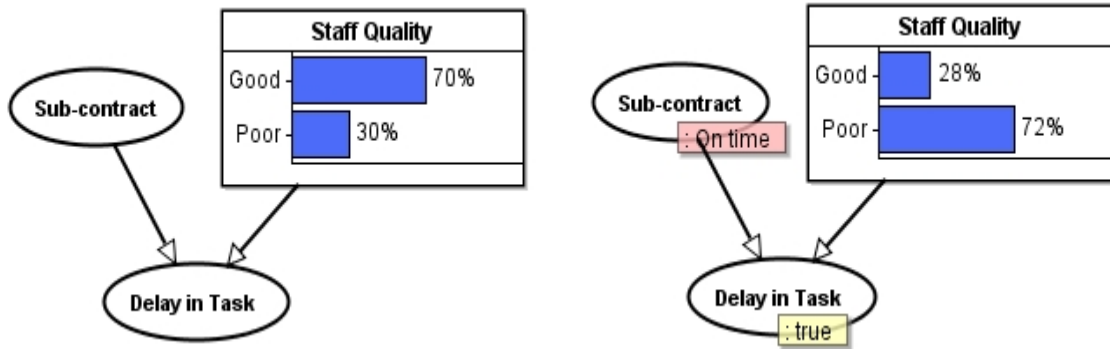 Staff Quality
Good 70%
Poor 30%
Sub-contract
Delay in Task
Staff Quality
Good 28%
Poor 72%
Sub-contract
: On time
Delay in Task
: true